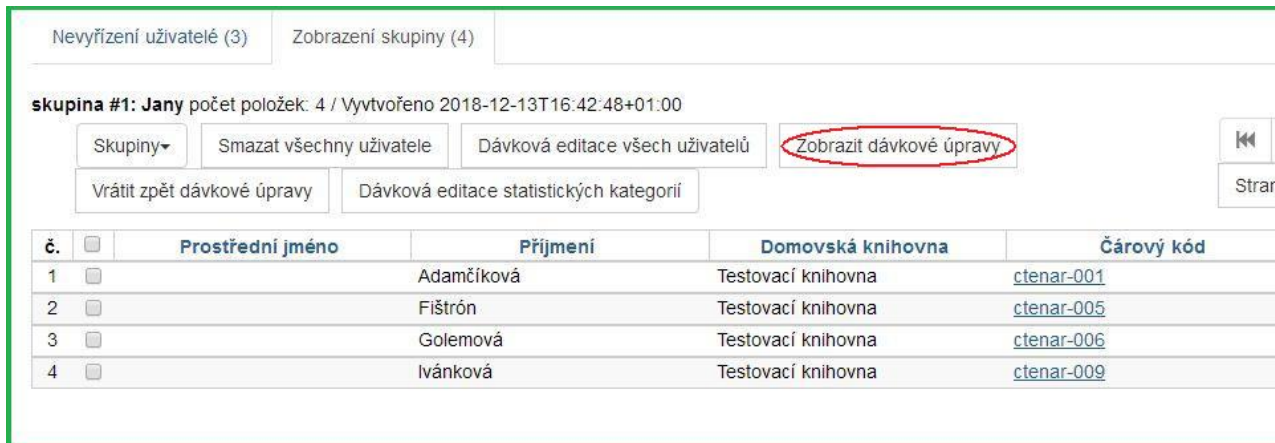 Nevyřízení uživatelé (3) Zobrazení skupiny (4)
skupina #1: Jany počet položek: 4 / Vyvtvořeno 2018-12-13T16:42:48+01:00
Skupiny Smazat všechny uživatele Dávková editace všech uživatelů Zobrazit dávkové úpravy
Vrátit zpět dávkové úpravy Dávková editace statistických kategorií Stran
č. Prostřední jméno Příjmení Domovská knihovna Čárový kód
1 Adamčíková Testovací knihovna ctenar-001
2 Fištrón Testovací knihovna ctenar-005
3 Golemová Testovací knihovna ctenar-006
4 Ivánková Testovací knihovna ctenar-009